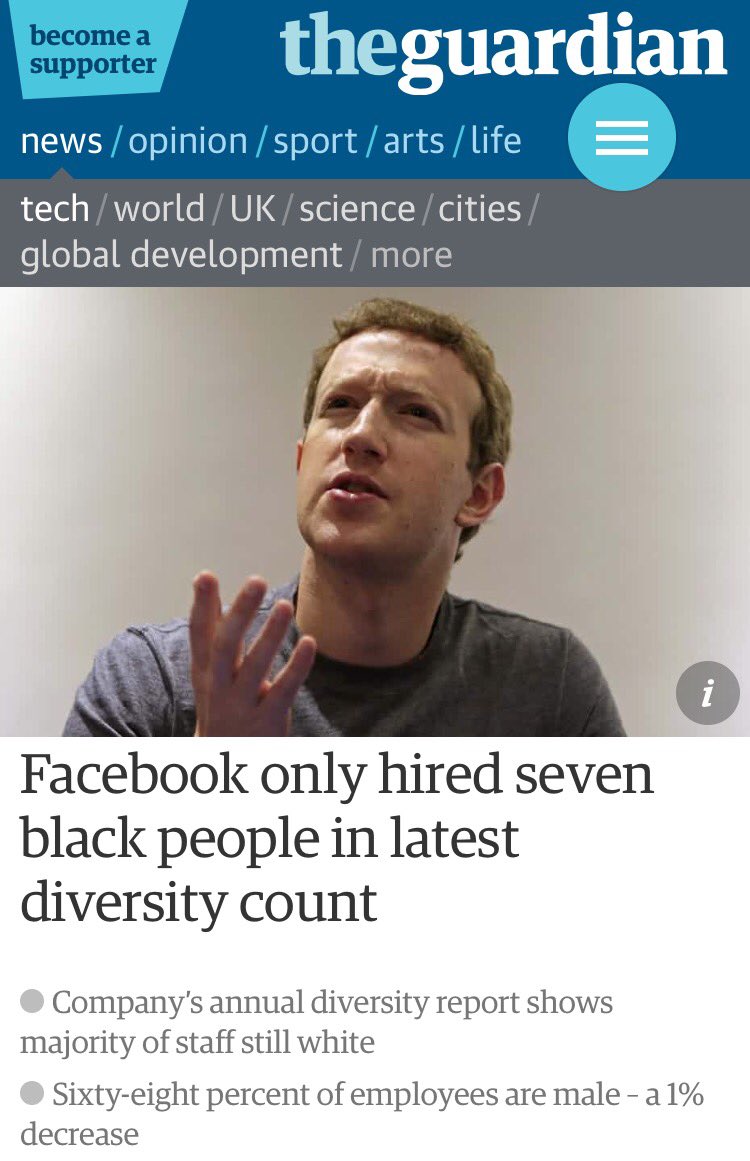 become a
supporter
theguardian
news / opinion / sport / arts / life
tech / world / UK / science / cities /
global development / more
i
Facebook only hired seven
black people in latest
diversity count
Company’s annual diversity report shows
majority of staff still white
Sixty-eight percent of employees are male – a 1%
decrease